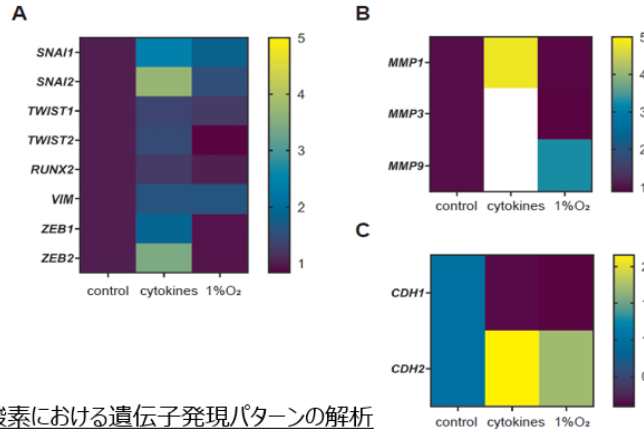 A
SNAI1
SNAI2
TWIST1
TWIST2
RUNX2
VIM
ZEB1
ZEB2
control cytokines 1%O₂
5
4
3
2
1
B
MMP1
MMP3
MMP9
control cytokines 1%O₂
5
4
3
2
1
C
CDH1
CDH2
control cytokines 1%O₂
2
素における遺伝子発現パターンの解析